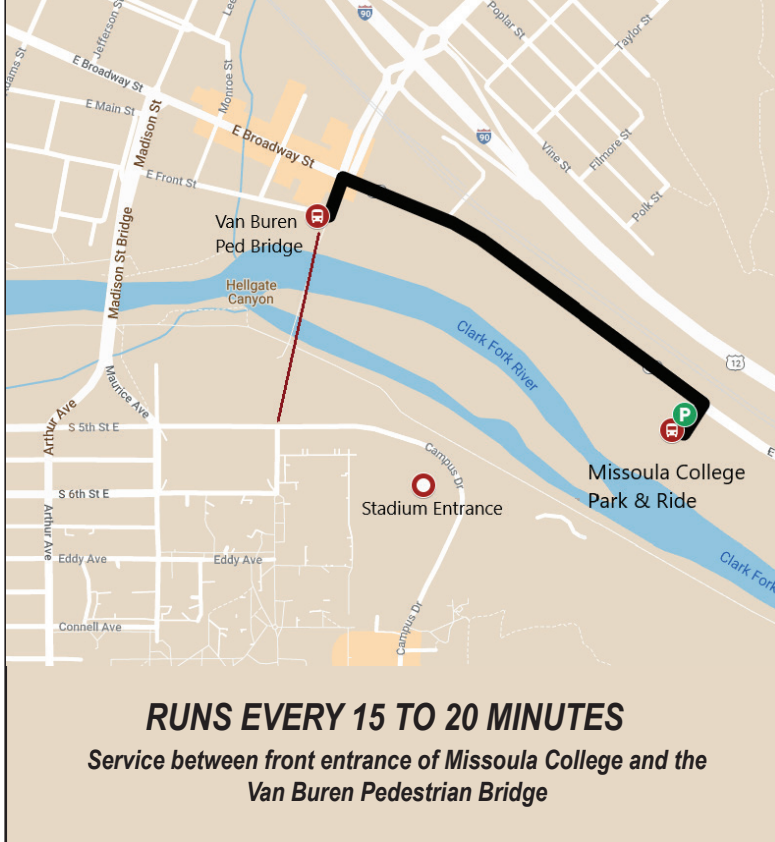 Lee
90
Poplar St
Taylor St
Jefferson St
Adams St
E Broadway St
Monroe St
E Main St
Madison St
E Broadway St
90
Vine St
Filmore St
Polk St
E Front St
Van Buren
Ped Bridge
Madison St Bridge
Hellgate
Canyon
Clark Fork River
12
Maurice Ave
Arthur Ave
P
S 5th St E
Campus Dr
E
Missoula College
Park & Ride
S 6th St E
Stadium Entrance
Arthur Ave
Eddy Ave
Eddy Ave
Clark Fork
Connell Ave
Campus Dr
RUNS EVERY 15 TO 20 MINUTES
Service between front entrance of Missoula College and the
Van Buren Pedestrian Bridge